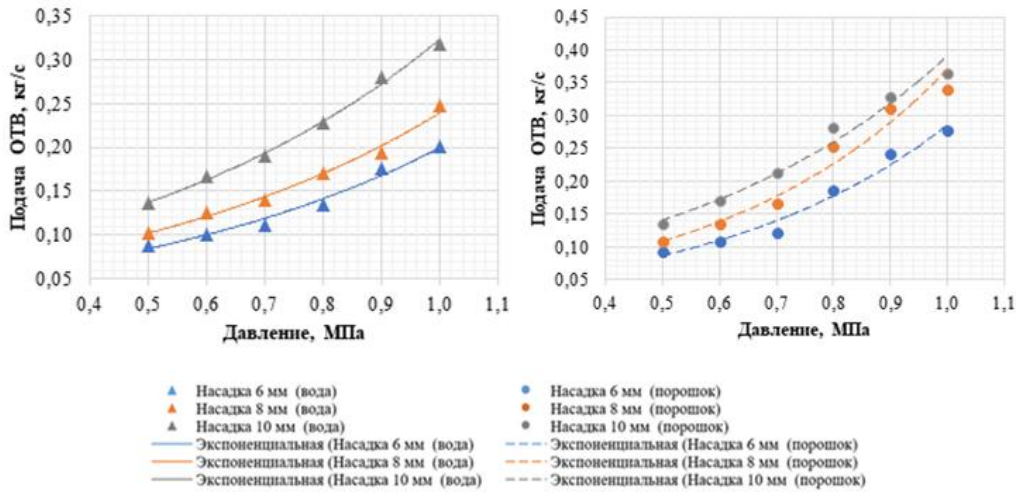 Подача ОТВ, кг/с
0,35
0,30
0,25
0,20
0,15
0,10
0,05
0,4 0,5 0,6 0,7 0,8 0,9 1,0 1,1
Давление, МПа
Подача ОТВ, кг/с
0,45
0,40
0,35
0,30
0,25
0,20
0,15
0,10
0,05
0,4 0,5 0,6 0,7 0,8 0,9 1,0 1,1
Давление, МПа
Насадка 6 мм (вода)
Насадка 8 мм (вода)
Насадка 10 мм (вода)
Экспоненциальная (Насадка 6 мм (вода)
Экспоненциальная (Насадка 8 мм (вода)
Экспоненциальная (Насадка 10 мм (вода)
Насадка 6 мм (порошок)
Насадка 8 мм (порошок)
Насадка 10 мм (порошок)
Экспоненциальная (Насадка 6 мм (порошок)
Экспоненциальная (Насадка 8 мм (порошок)
Экспоненциальная (Насадка 10 мм (порошок)